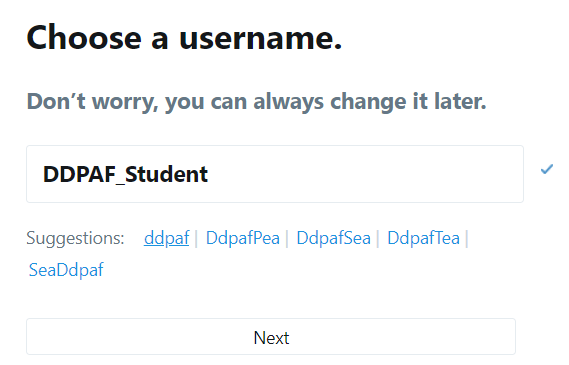 Choose a username.
Don’t worry, you can always change it later.
DDPAF_Student
Suggestions: ddpaf | DdpafPea | DdpafSea | DdpafTea |
SeaDdpaf
Next